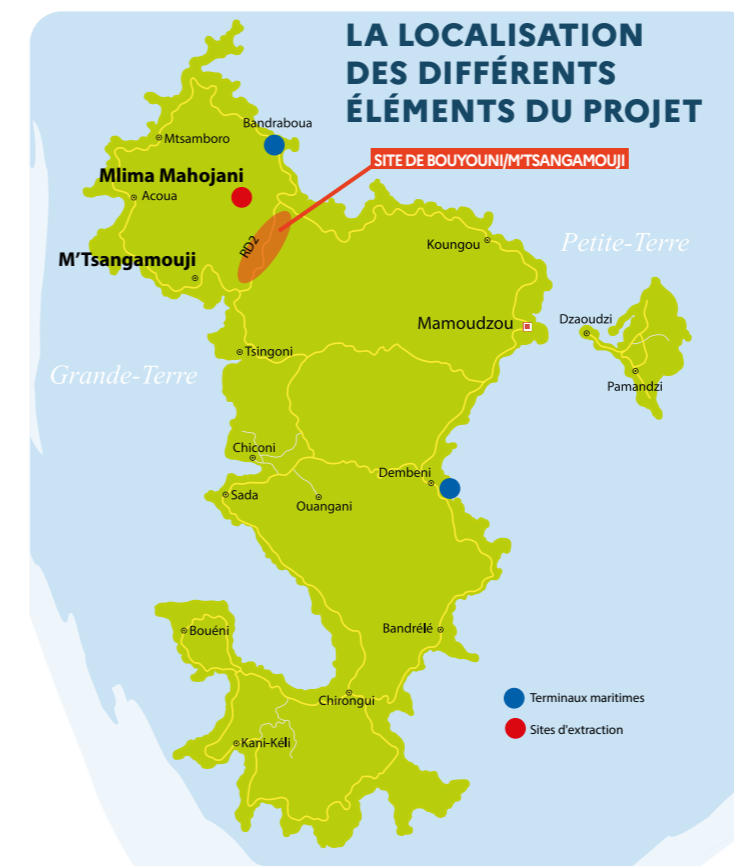 LA LOCALISATION
DES DIFFÉRENTS
ÉLÉMENTS DU PROJET
Bandraboua
Mtsamboro
SITE DE BOUYOUNI/M'TSANGAMOUJI
Mlima Mahojani
Acoua
RD2
Koungou
Petite-Terre
M'Tsangamouji
Mamoudzou
Dzaoudzi
Tsingoni
Grande-Terre
Pamandzi
Chiconi
Dembeni
Sada
Ouangani
Bouéni
Bandrélé
Chirongui
Terminaux maritimes
Sites d'extraction
Kani-Kéli